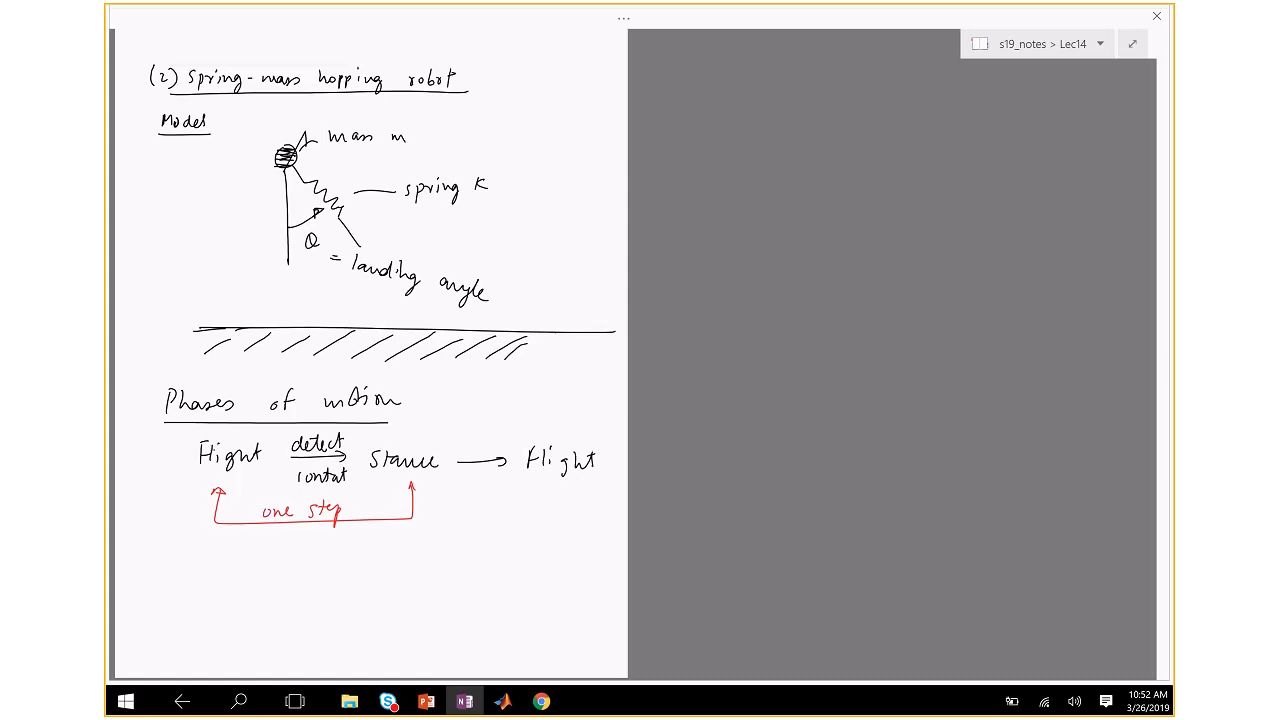 s19_notes > Lec14
(2) Spring-mass hopping robot
Model
mass m
spring k
θ
= landing angle
Phases of motion
Flight detect contat Stance → Flight
one step
10:52 AM
3/26/2019